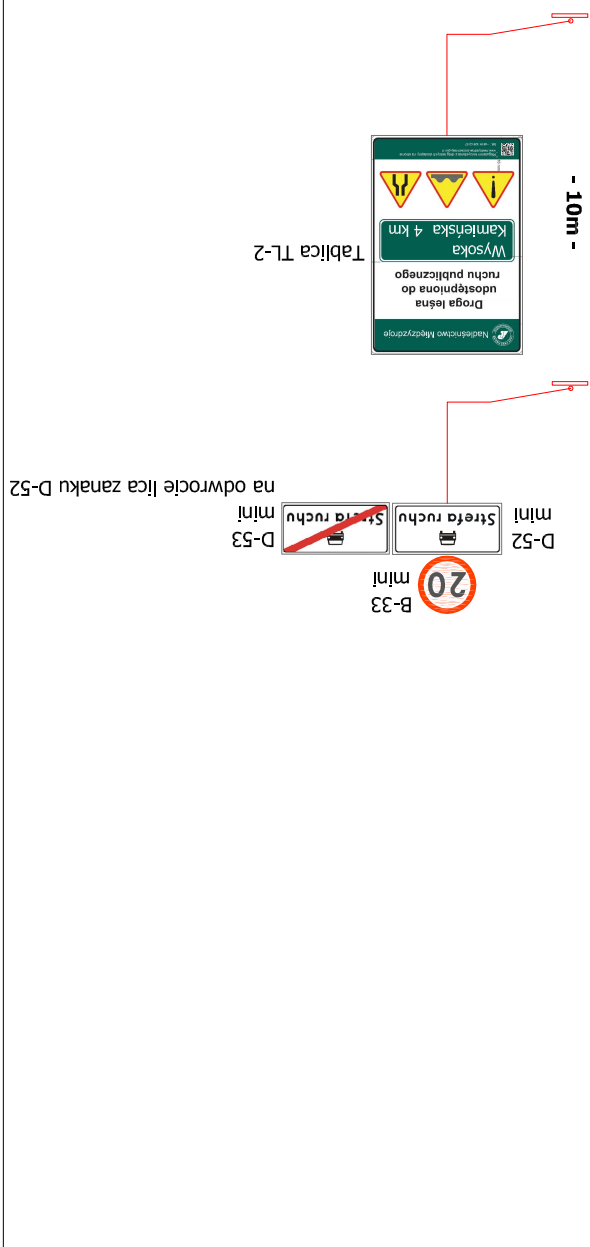 B-33
mini
20
D-52
mini
Strefa ruchu
D-53
mini
Strefa ruchu
na odwrocie lica zanaku D-52
Nadleśnictwo Międzyzdroje
Droga leśna
udostępniona do
ruchu publicznego
Wysoka
Kamieńska 4 km
Tablica TL-2
- 10m -